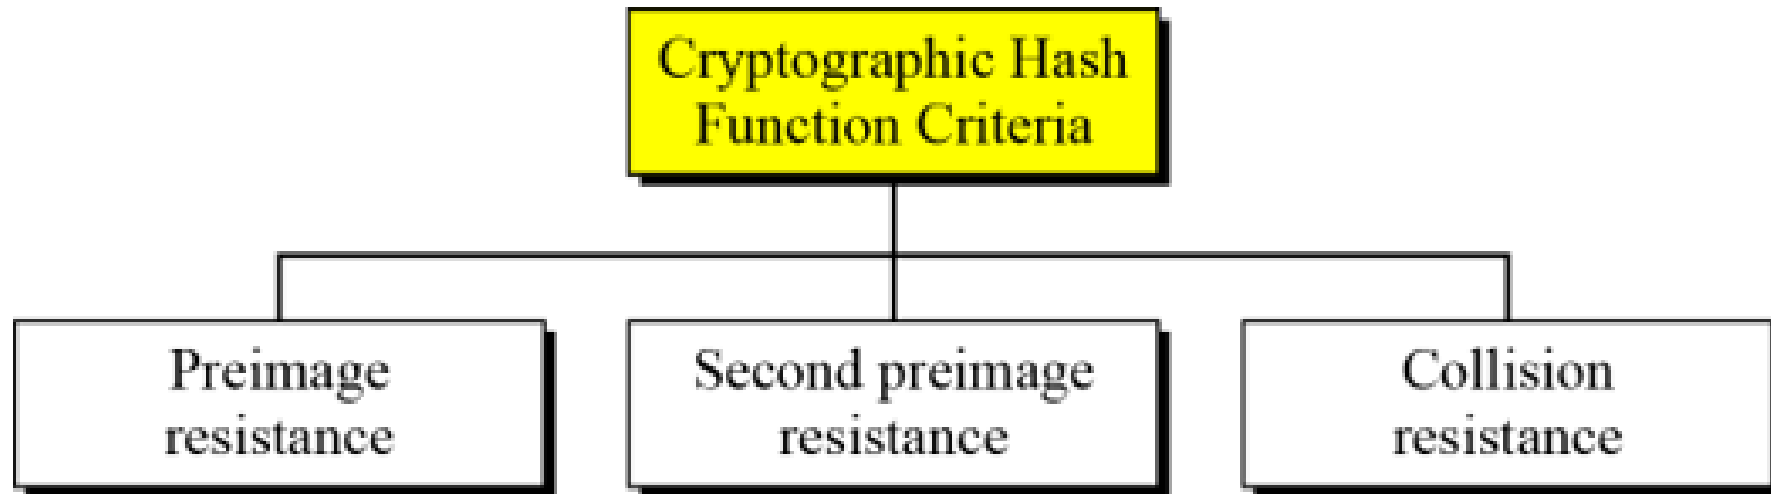 Cryptographic Hash
Function Criteria
Preimage
resistance
Second preimage
resistance
Collision
resistance